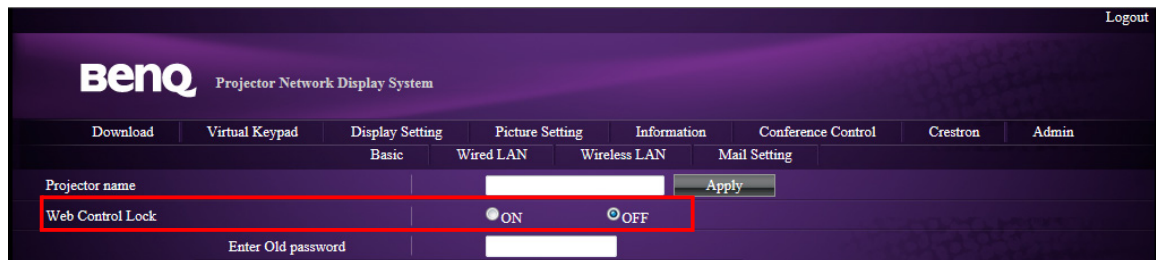 Logout
BenQ Projector Network Display System
Download Virtual Keypad Display Setting Picture Setting Information Conference Control Crestron Admin
Basic Wired LAN Wireless LAN Mail Setting
Projector name Apply
Web Control Lock ON OFF
Enter Old password